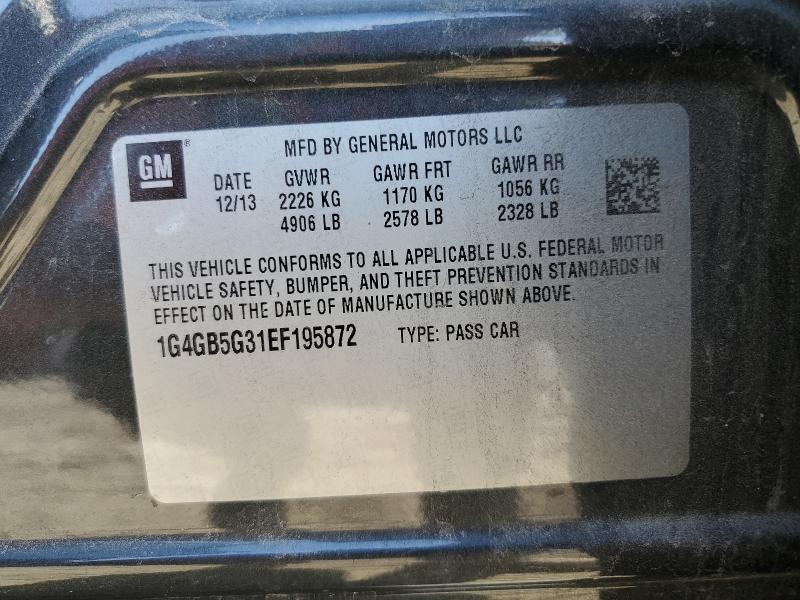 MFD BY GENERAL MOTORS LLC
GM®
DATE GVWR GAWR FRT GAWR RR
12/13 2226 KG 1170 KG 1056 KG
4906 LB 2578 LB 2328 LB
THIS VEHICLE CONFORMS TO ALL APPLICABLE U.S. FEDERAL MOTOR
VEHICLE SAFETY, BUMPER, AND THEFT PREVENTION STANDARDS IN
EFFECT ON THE DATE OF MANUFACTURE SHOWN ABOVE.
1G4GB5G31EF195872 TYPE: PASS CAR